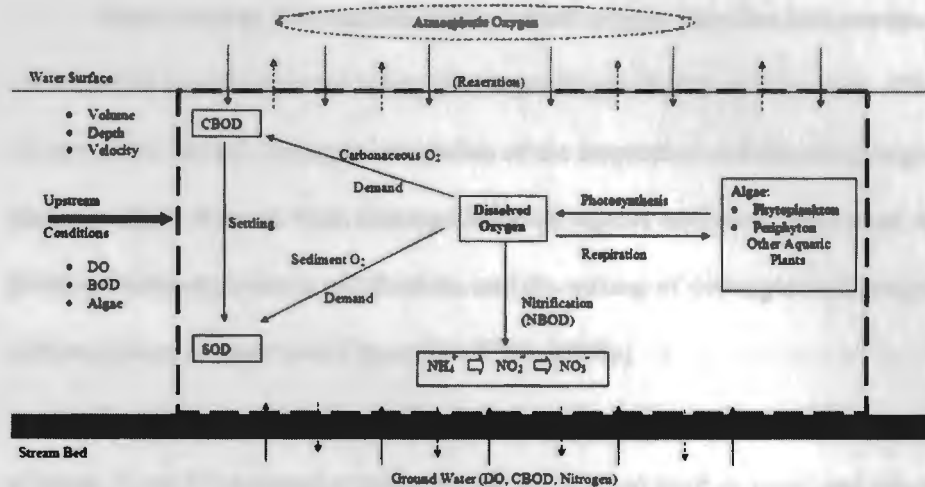 Atmospheric Oxygen
Water Surface
(Reaeration)
• Volume
• Depth
• Velocity
CBOD
Carbonaceous O₂
Demand
Upstream
Conditions
Settling
Dissolved
Oxygen
Photosynthesis
Respiration
Algae:
• Phytoplankton
• Periphyton
Other Aquatic
Plants
Sediment O₂
Demand
• DO
• BOD
• Algae
Nitrification
(NBOD)
SOD
NH₄⁺ ⇨ NO₂⁻ ⇨ NO₃⁻
Stream Bed
Ground Water (DO, CBOD, Nitrogen)